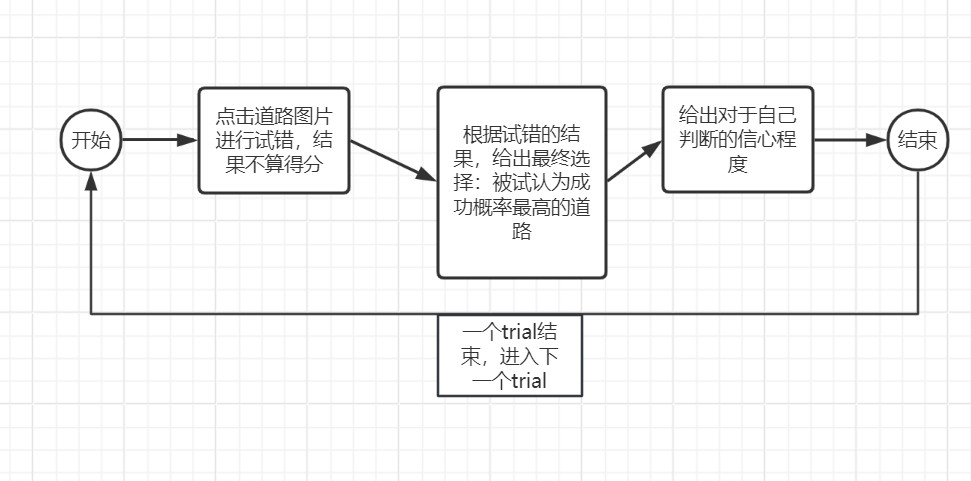 开始
点击道路图片
进行试错，结
果不算得分
根据试错的结
果，给出最终选
择：被试认为成
功概率最高的道
路
给出对于自己
判断的信心程
度
结束
一个trial结
束，进入下
一个trial